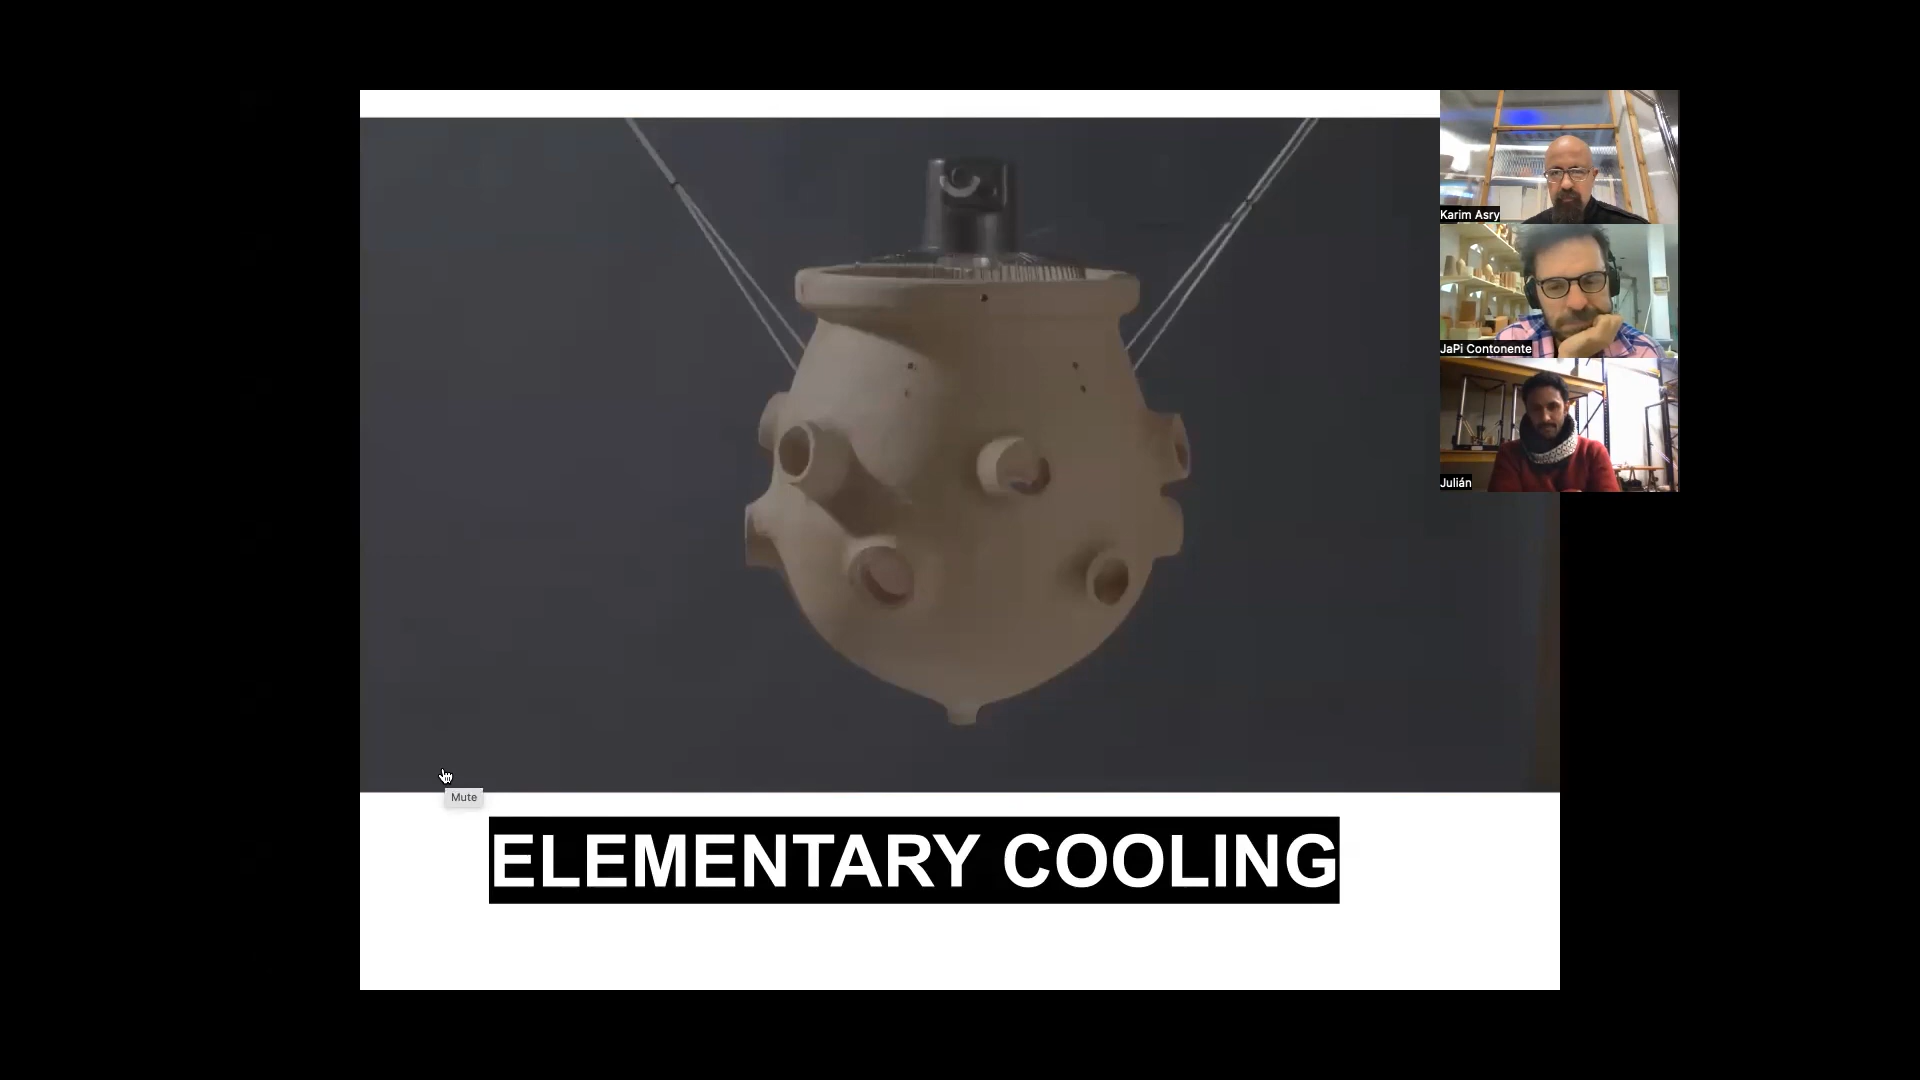 Karim Asry
JaPi Contonente
Julián
Mute
ELEMENTARY COOLING